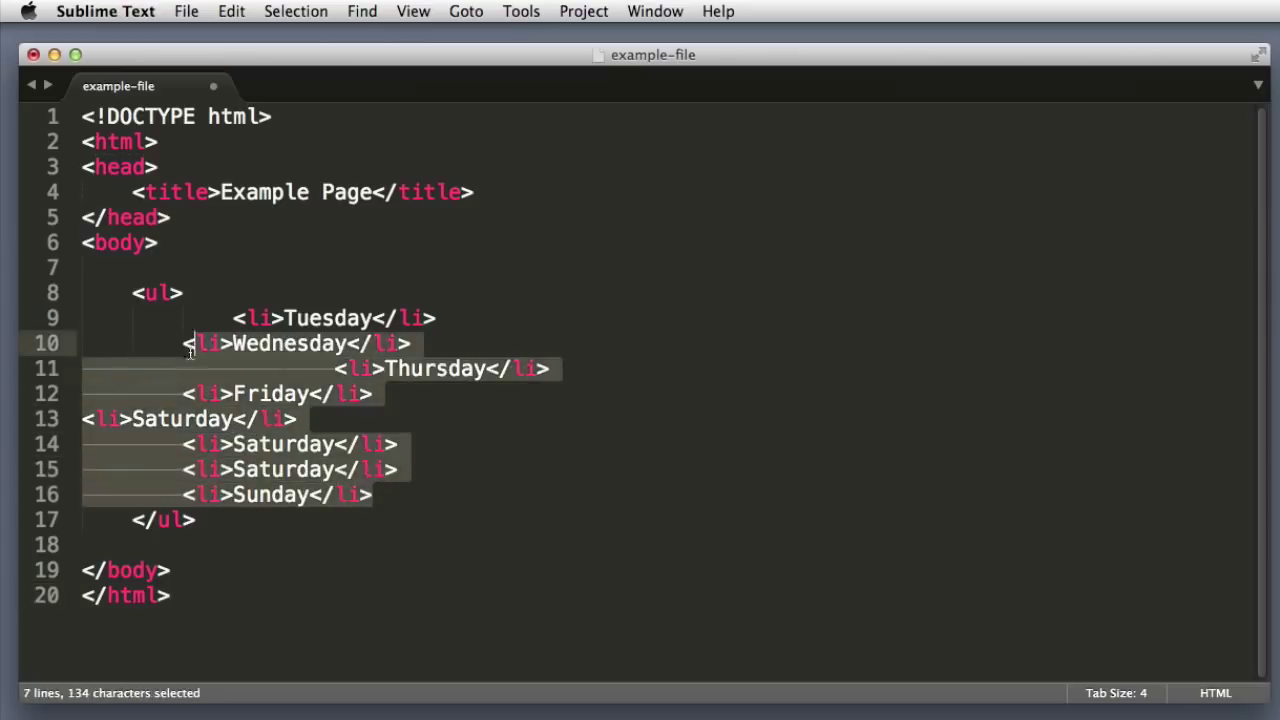 Sublime Text File Edit Selection Find View Goto Tools Project Window Help
example-file
example-file
1 <!DOCTYPE html>
2 <html>
3 <head>
4 <title>Example Page</title>
5 </head>
6 <body>
7
8 <ul>
9 <li>Tuesday</li>
10 <li>Wednesday</li>
11 <li>Thursday</li>
12 <li>Friday</li>
13 <li>Saturday</li>
14 <li>Saturday</li>
15 <li>Saturday</li>
16 <li>Sunday</li>
17 </ul>
18
19 </body>
20 </html>
7 lines, 134 characters selected Tab Size: 4 HTML